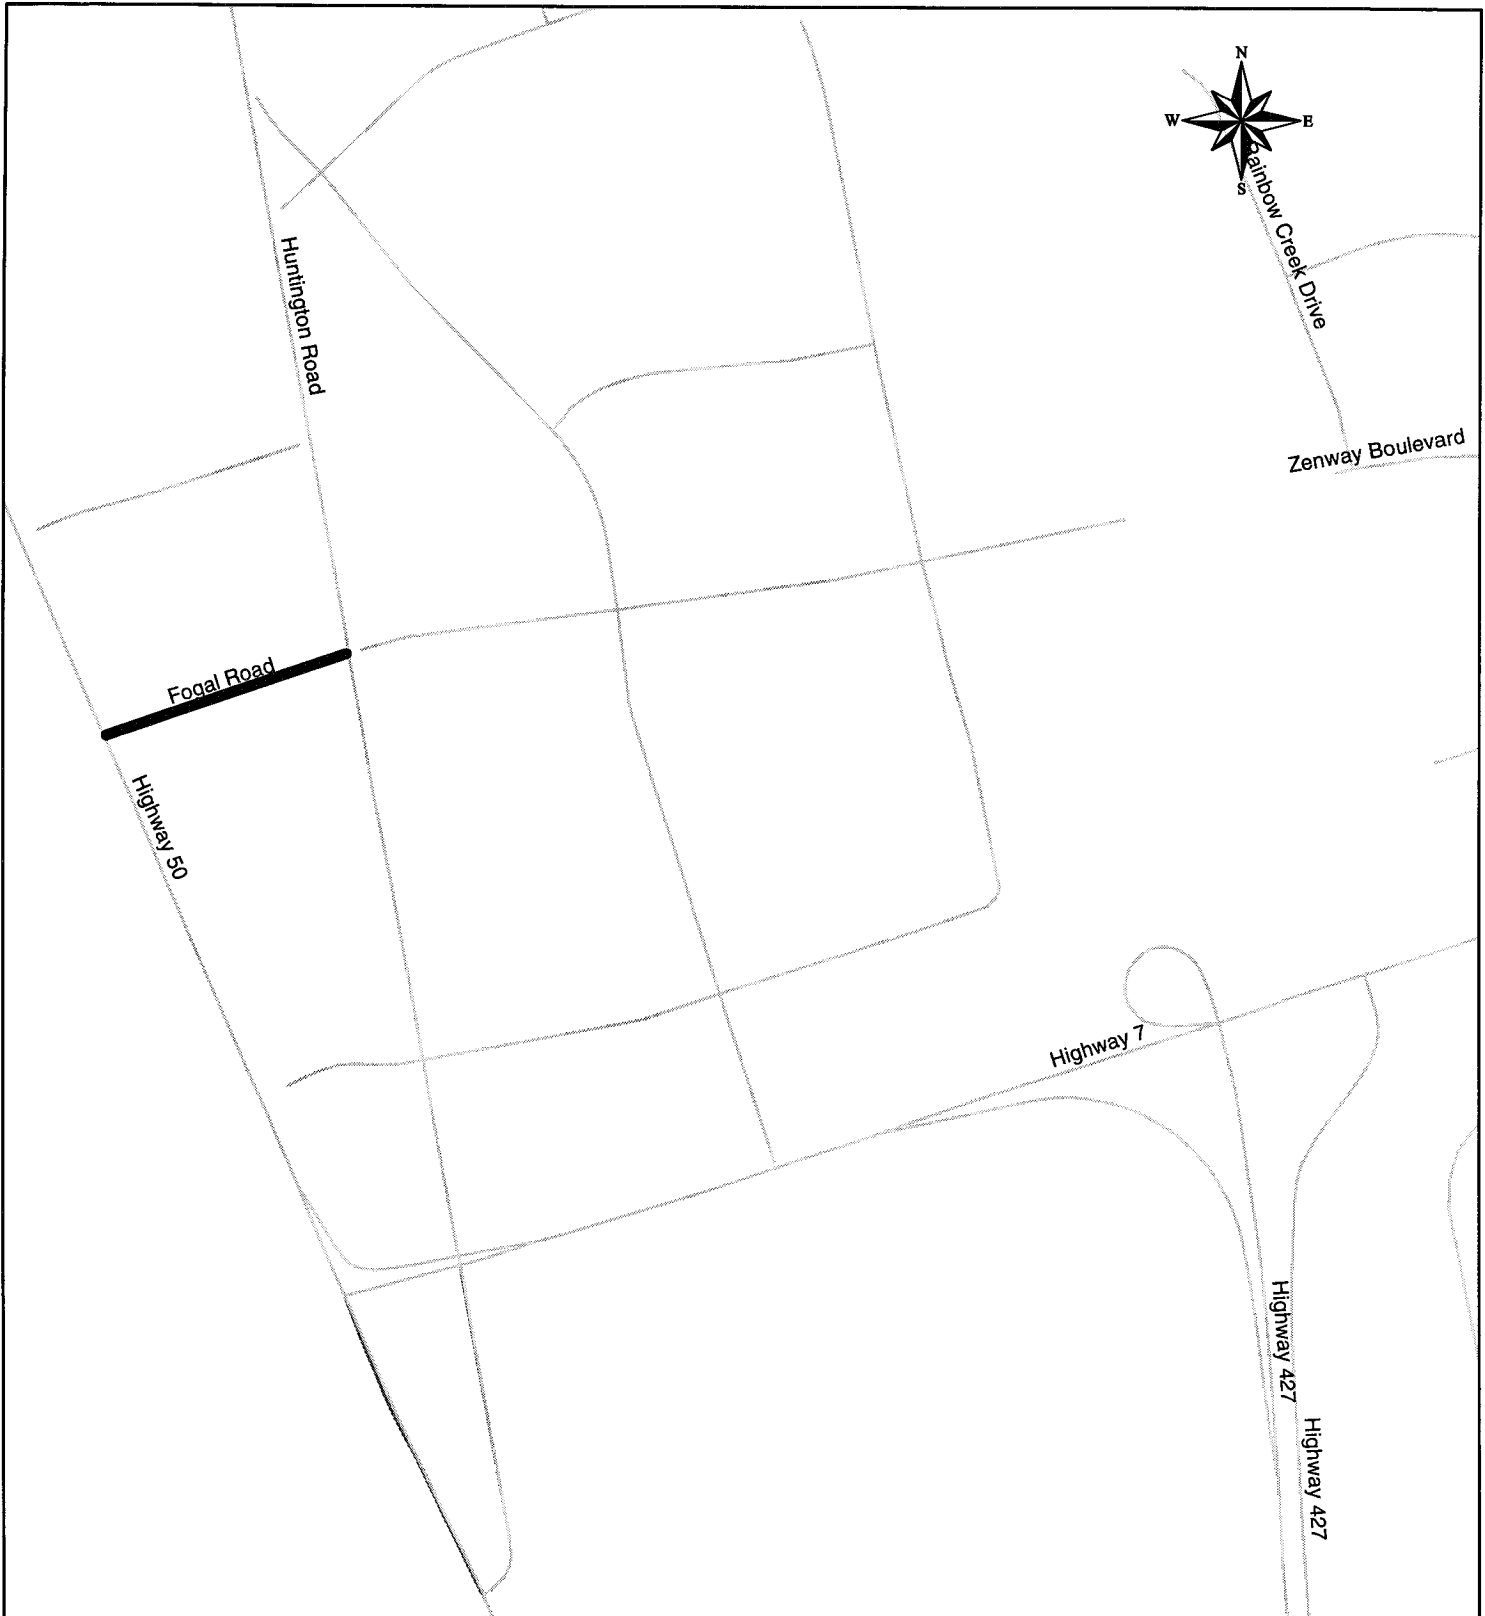 N
W
E
S
Rainbow Creek Drive
Huntington Road
Zenway Boulevard
Fogal Road
Highway 50
Highway 7
Highway 427
Highway 427